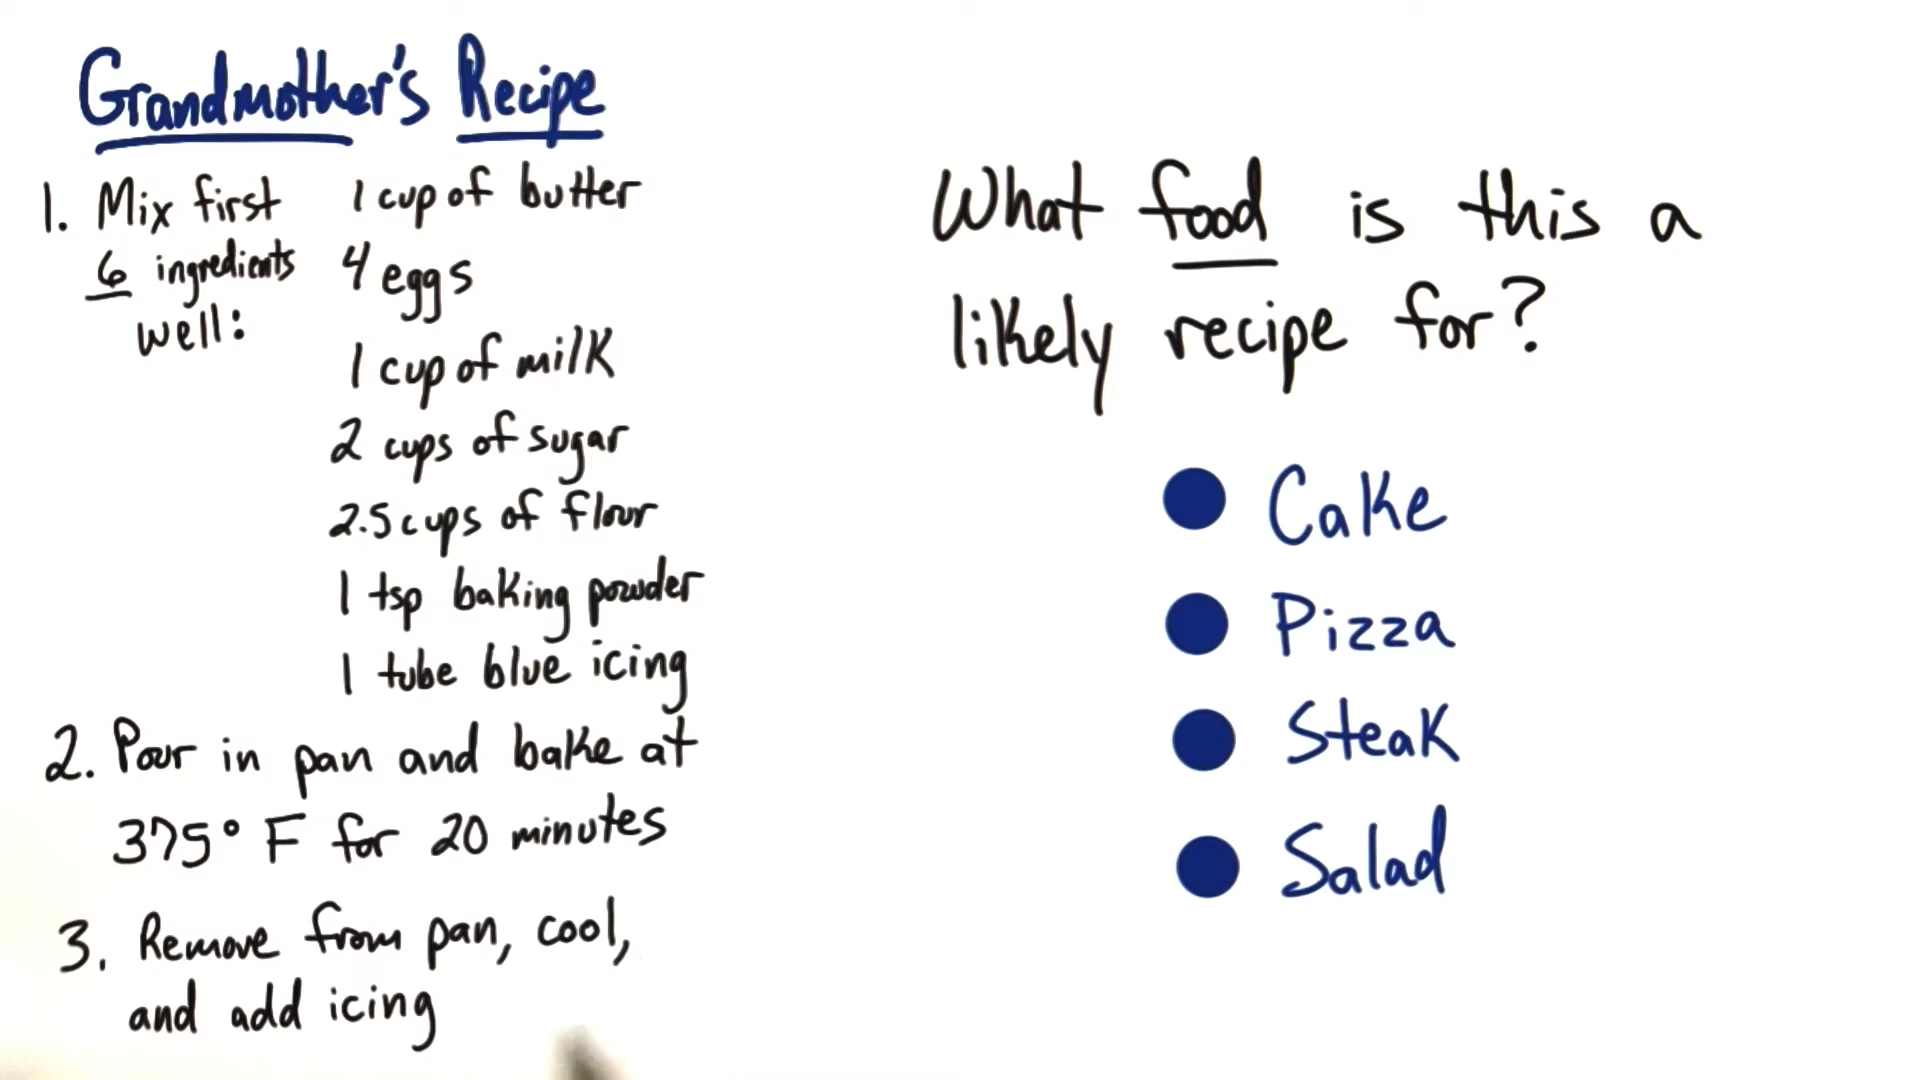 Grandmother's Recipe
1. Mix first
6 ingredients
well:
1 cup of butter
4 eggs
1 cup of milk
2 cups of sugar
2.5 cups of flour
1 tsp baking powder
1 tube blue icing
2. Pour in pan and bake at
375° F for 20 minutes
3. Remove from pan, cool,
and add icing
What food is this a
likely recipe for?
Cake
Pizza
Steak
Salad